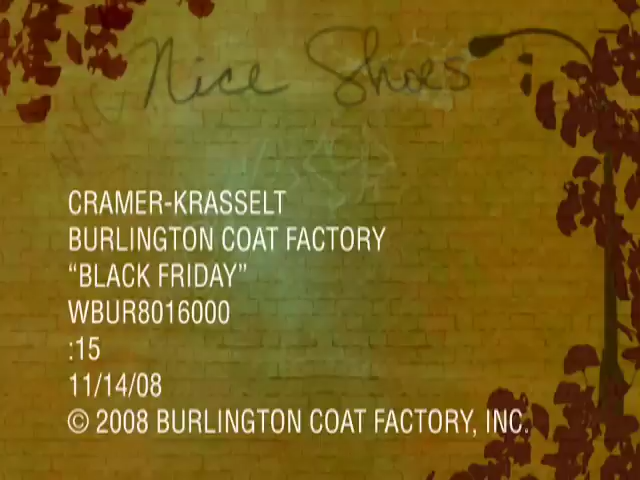 Nice Shoes
CRAMER-KRASSELT
BURLINGTON COAT FACTORY
“BLACK FRIDAY”
WBUR8016000
:15
11/14/08
© 2008 BURLINGTON COAT FACTORY, INC.